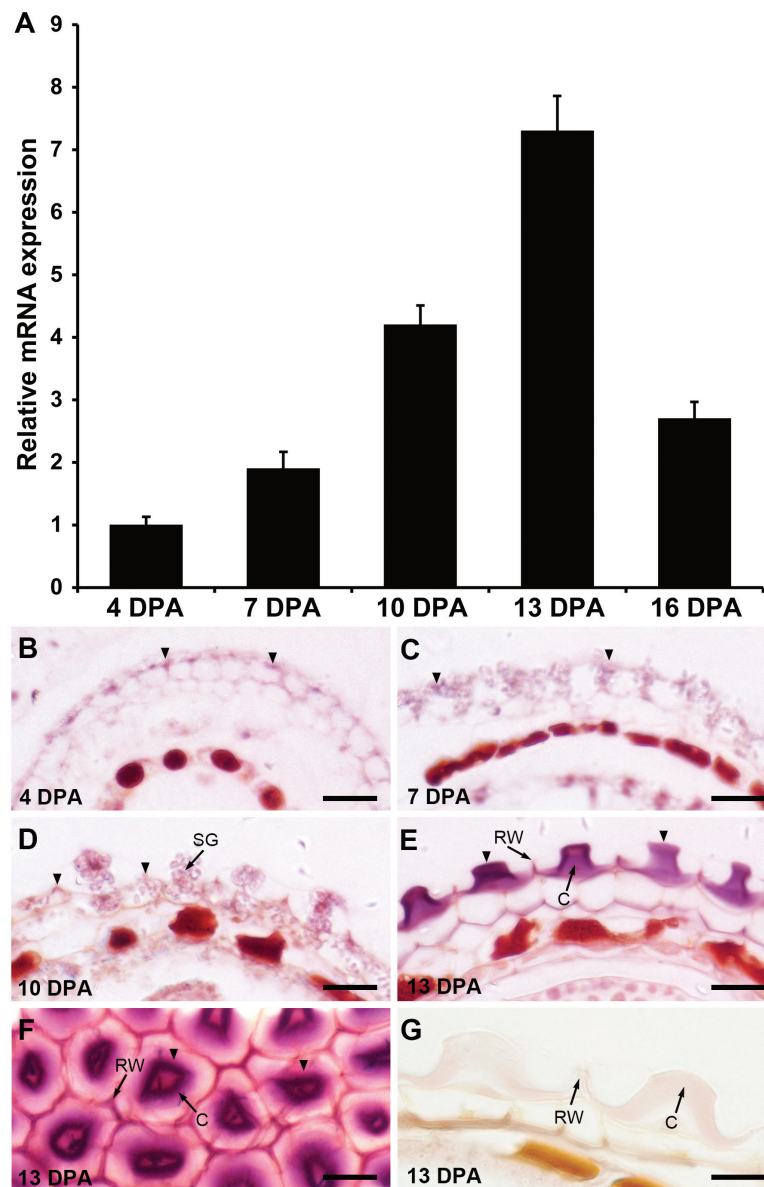 A
Relative mRNA expression
9
8
7
6
5
4
3
2
1
0
4 DPA 7 DPA 10 DPA 13 DPA 16 DPA
B
4 DPA
C
7 DPA
D
SG
10 DPA
E
RW
C
13 DPA
F
RW
C
13 DPA
G
RW
C
13 DPA